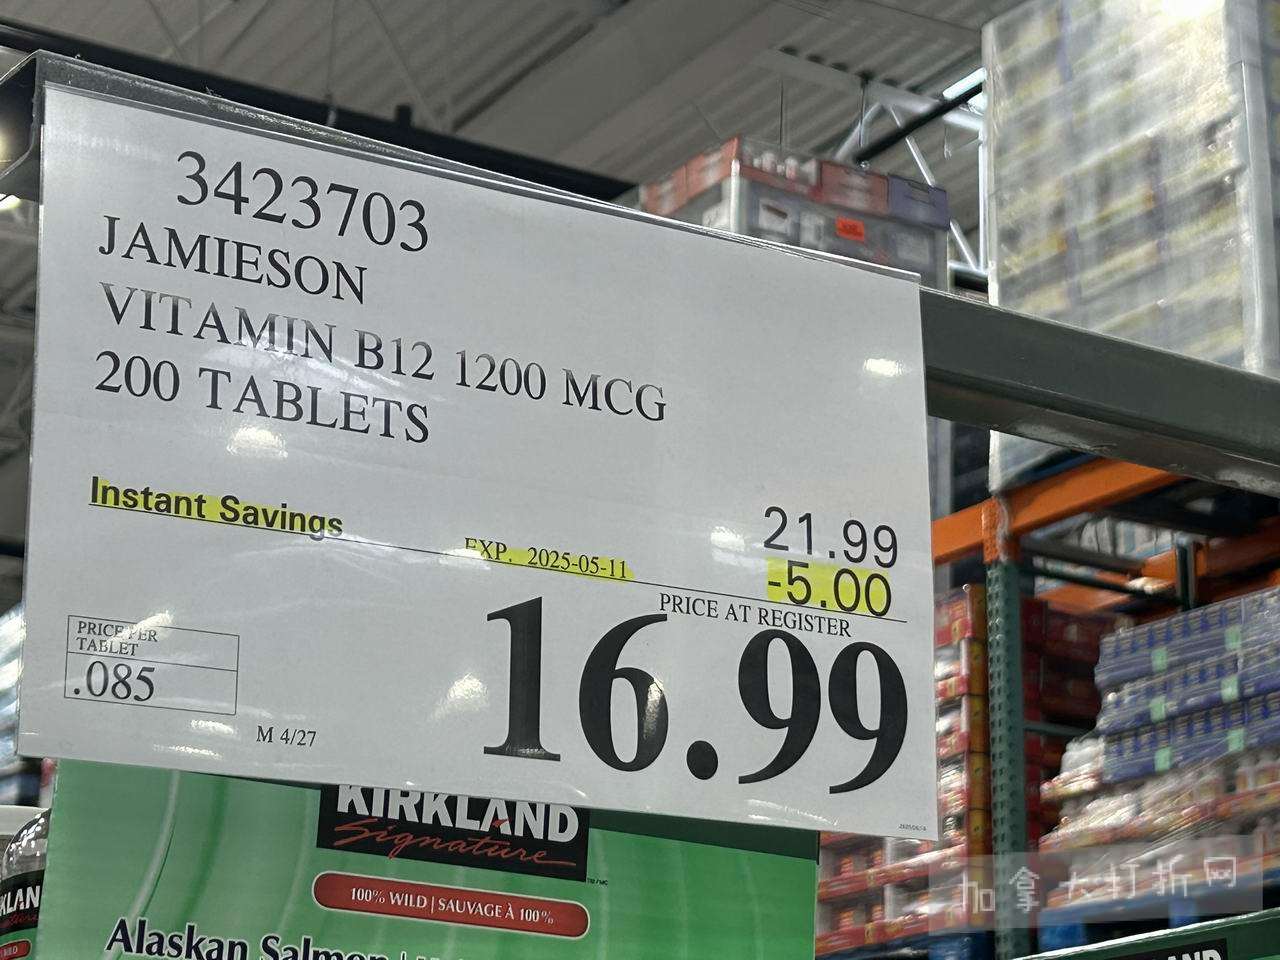 3423703
JAMIESON
VITAMIN B12 1200 MCG
200 TABLETS
Instant Savings
21.99
EXP. 2025-05-11
-5.00
PRICE AT REGISTER
16.99
PRICE PER
TABLET
.085
M 4/27
KIRKLAND
Signature
100% WILD | SAUVAGE À 100%
Alaskan Salmon
加拿大打折网